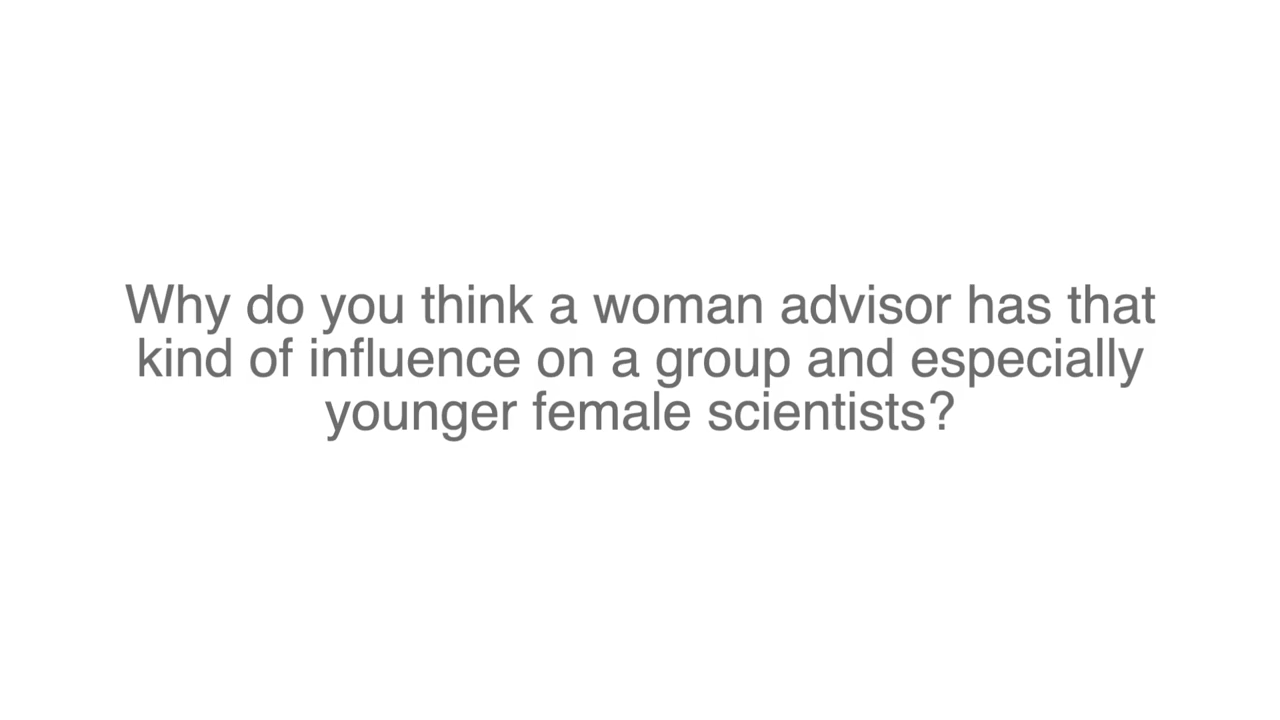 Why do you think a woman advisor has that
kind of influence on a group and especially
younger female scientists?